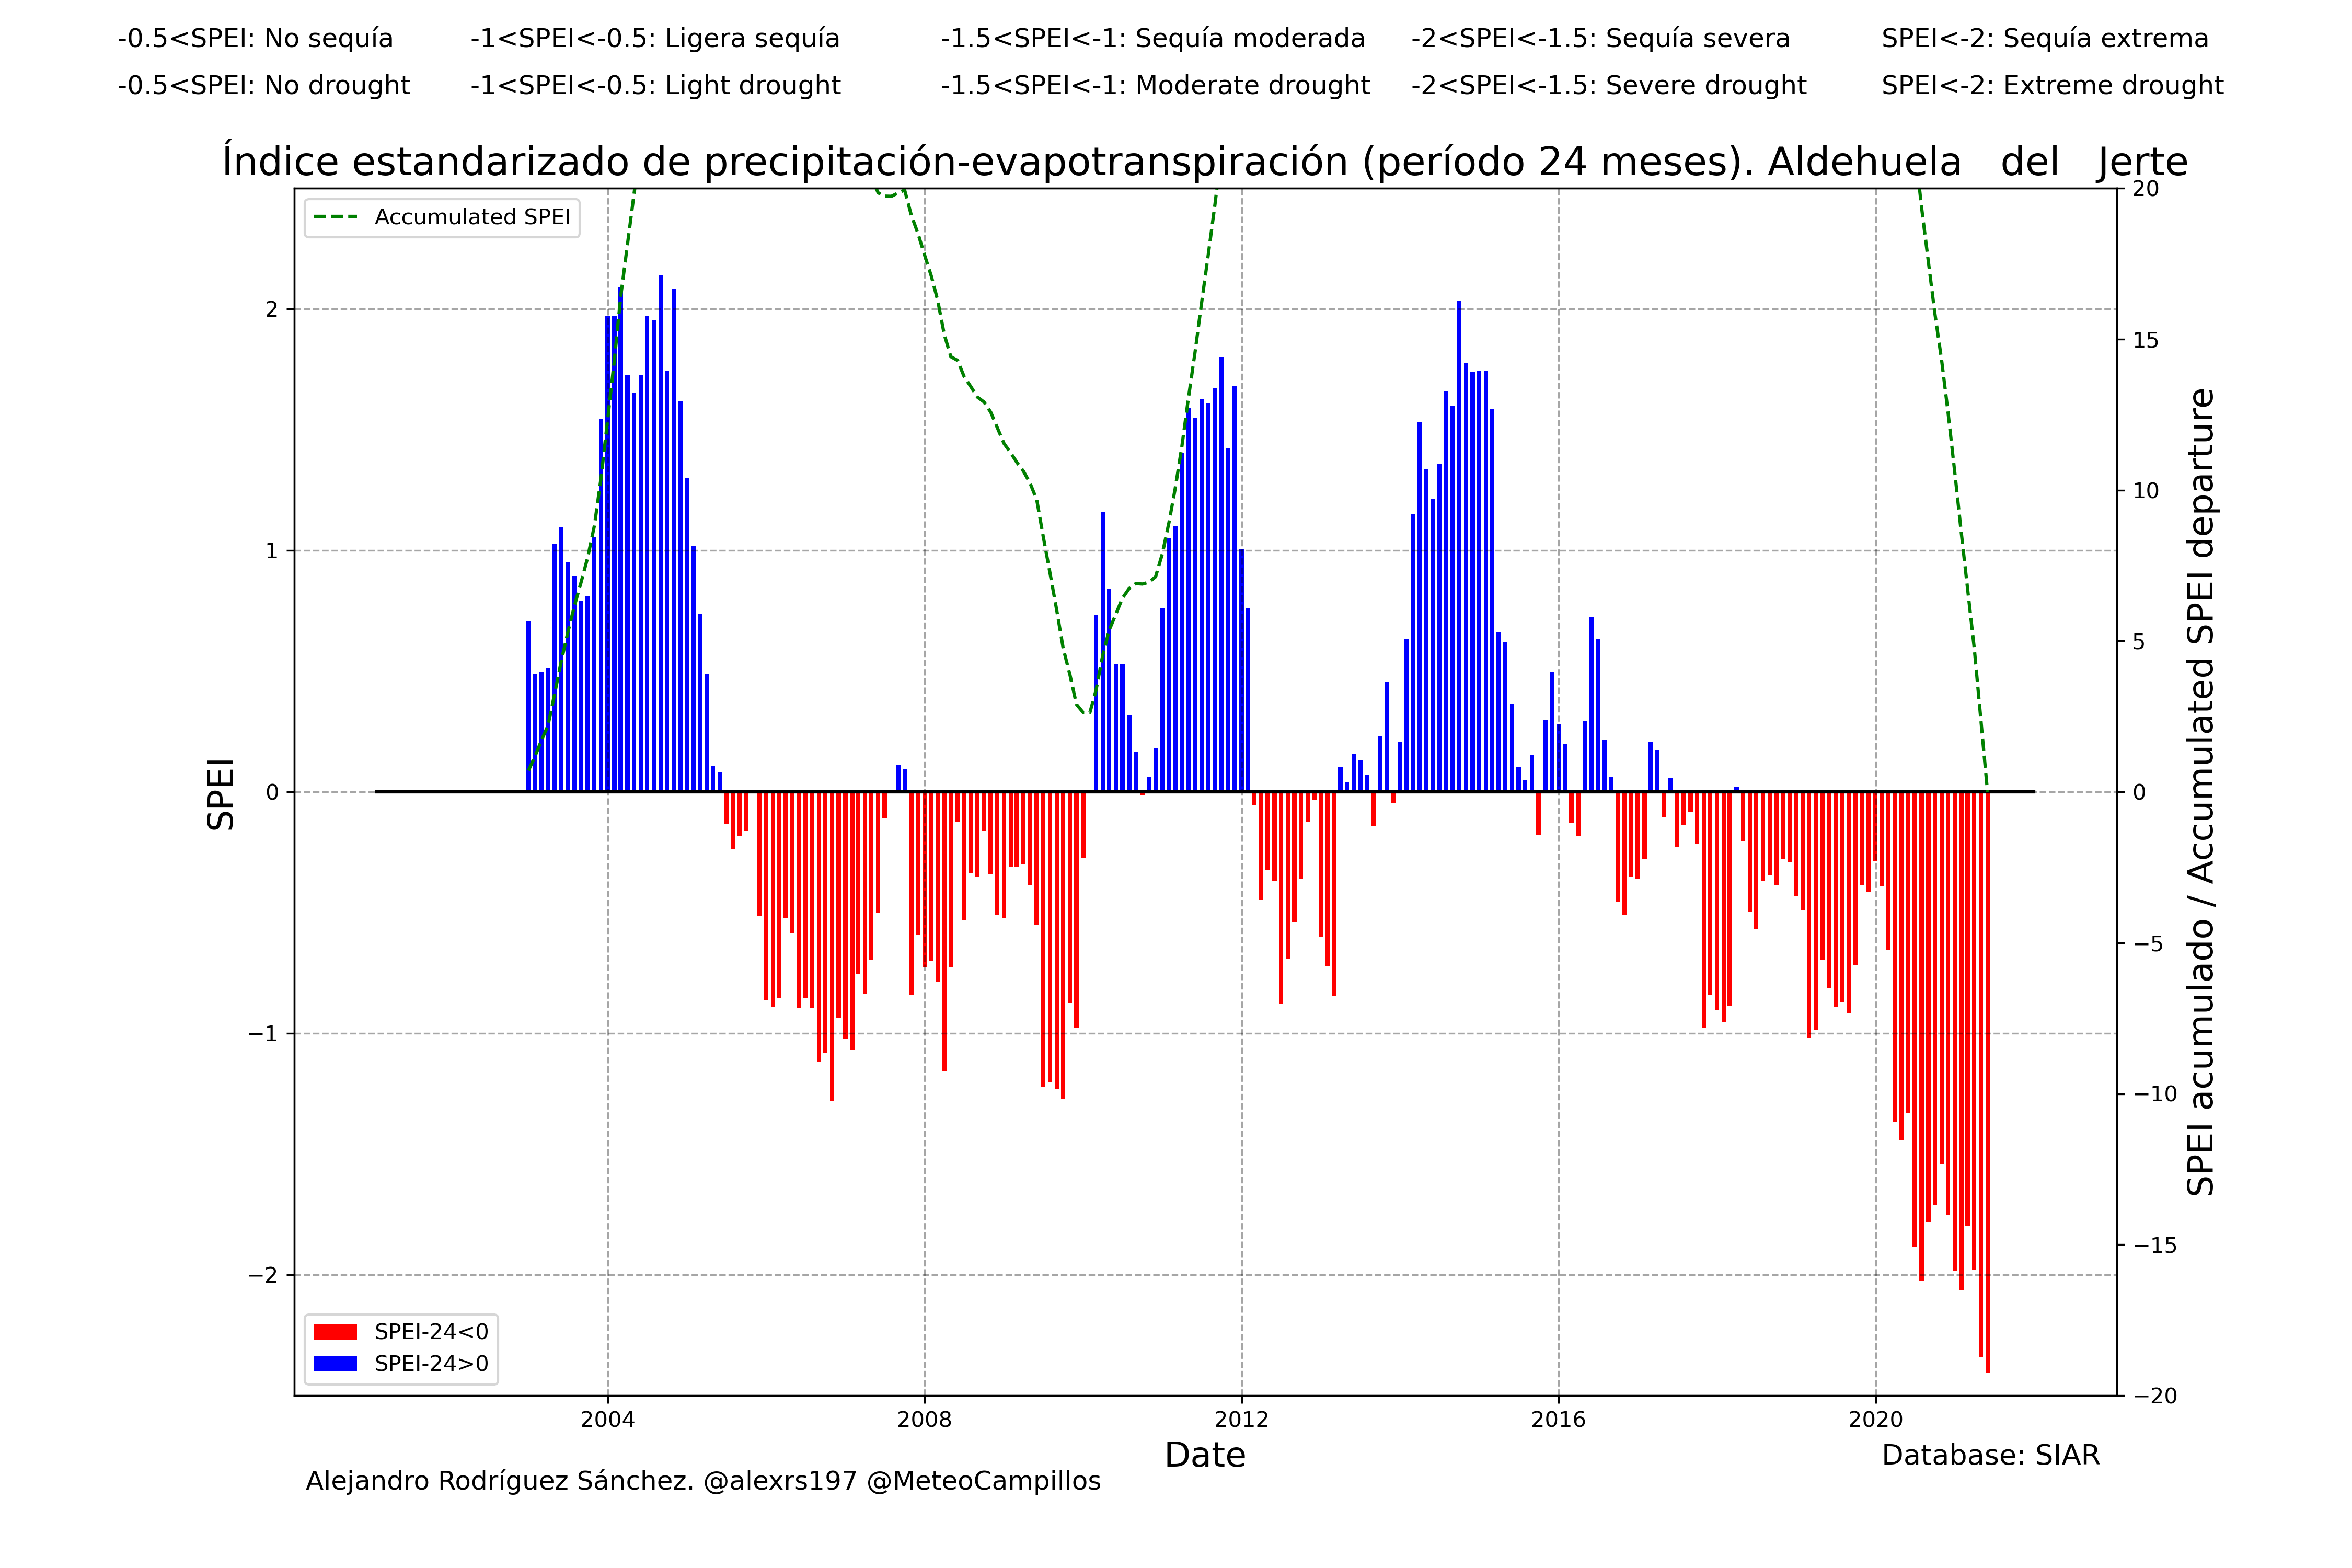 -0.5<SPEI: No sequía -1<SPEI<-0.5: Ligera sequía -1.5<SPEI<-1: Sequía moderada -2<SPEI<-1.5: Sequía severa SPEI<-2: Sequía extrema
-0.5<SPEI: No drought -1<SPEI<-0.5: Light drought -1.5<SPEI<-1: Moderate drought -2<SPEI<-1.5: Severe drought SPEI<-2: Extreme drought
Índice estandarizado de precipitación-evapotranspiración (período 24 meses). Aldehuela del Jerte
Accumulated SPEI
SPEI
2
1
0
−1
−2
20
15
10
5
0
−5
−10
−15
−20
SPEI acumulado / Accumulated SPEI departure
SPEI-24<0
SPEI-24>0
2004 2008 2012 2016 2020
Date
Database: SIAR
Alejandro Rodríguez Sánchez. @alexrs197 @MeteoCampillos